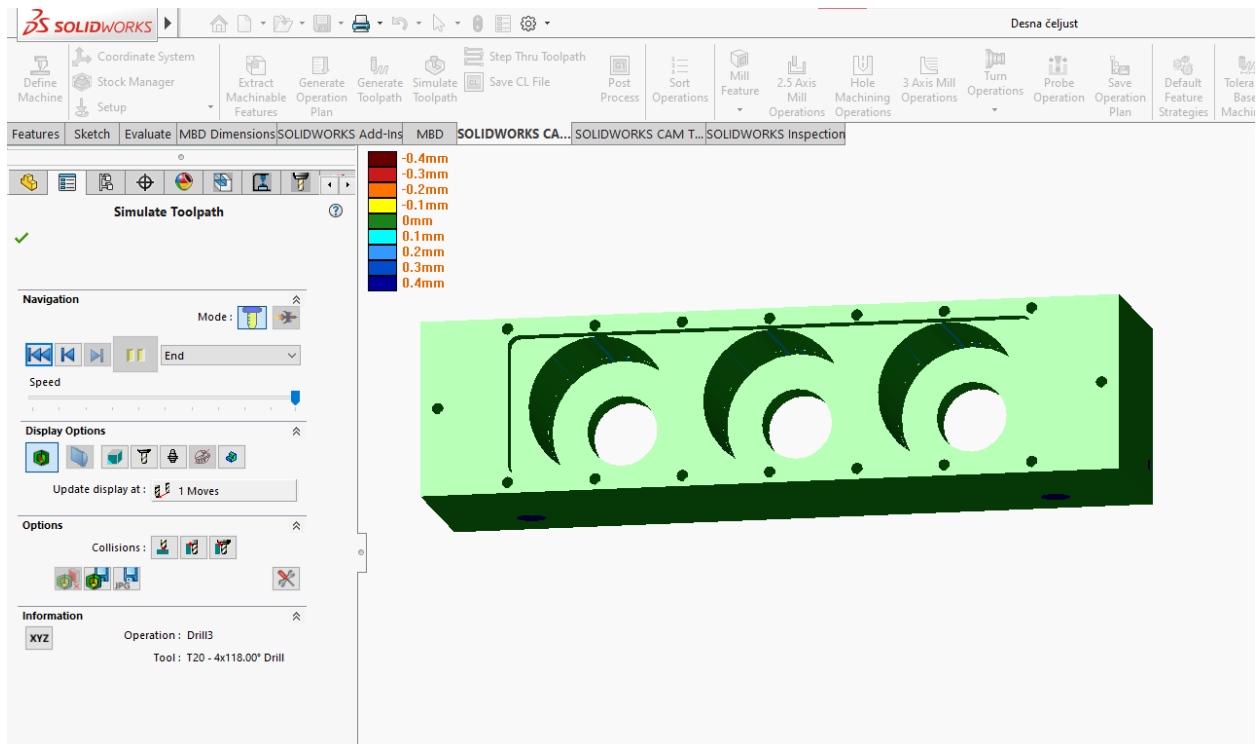 SOLIDWORKS
Desna čeljust
Define Machine
Coordinate System
Stock Manager
Setup
Extract Machinable Features
Generate Operation Plan
Generate Toolpath
Simulate Toolpath
Step Thru Toolpath
Save CL File
G1
Post Process
Sort Operations
Mill Feature
2.5 Axis Mill Operations
Hole Machining Operations
3 Axis Mill Operations
Turn Operations
Probe Operation
Save Operation Plan
Default Feature Strategies
Features Sketch Evaluate MBD Dimensions SOLIDWORKS Add-Ins MBD SOLIDWORKS CA... SOLIDWORKS CAM T... SOLIDWORKS Inspection
Simulate Toolpath
Navigation
Mode :
End
Speed
Display Options
Update display at : 1 Moves
Options
Collisions :
JPG
Information
XYZ
Operation : Drill3
Tool : T20 - 4x118.00° Drill
-0.4mm
-0.3mm
-0.2mm
-0.1mm
0mm
0.1mm
0.2mm
0.3mm
0.4mm